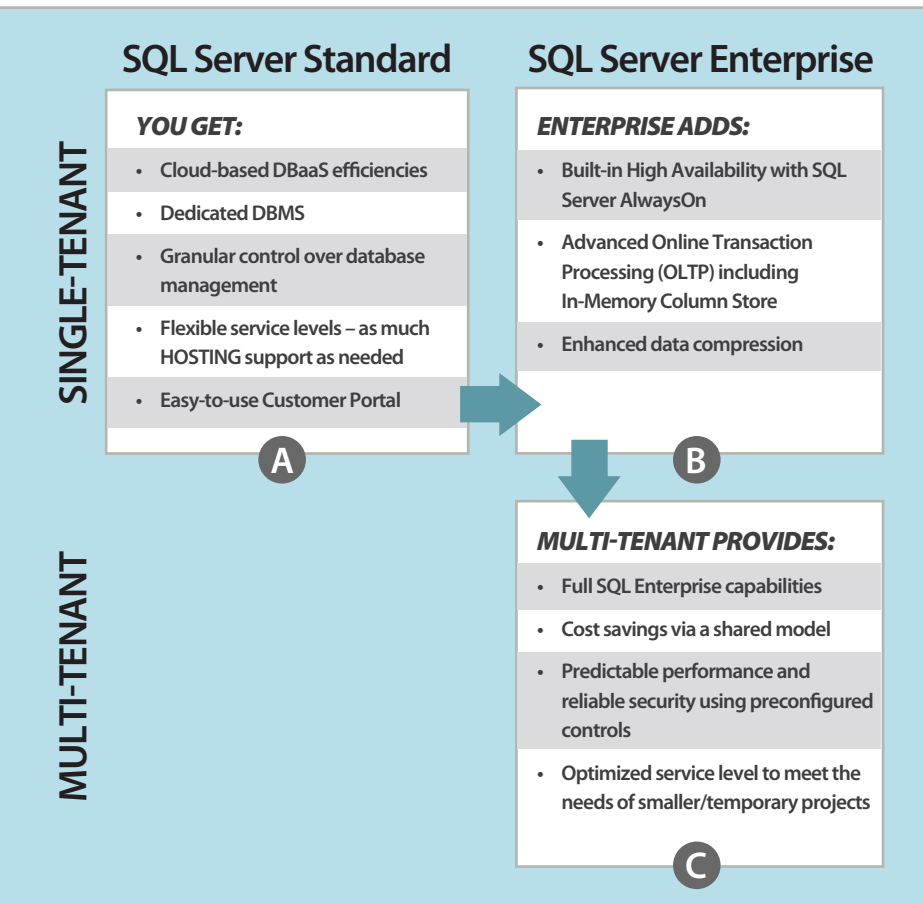 SQL Server Standard
SQL Server Enterprise
SINGLE-TENANT
YOU GET:
• Cloud-based DBaaS efficiencies
• Dedicated DBMS
• Granular control over database
management
• Flexible service levels – as much
HOSTING support as needed
• Easy-to-use Customer Portal
A
ENTERPRISE ADDS:
• Built-in High Availability with SQL
Server AlwaysOn
• Advanced Online Transaction
Processing (OLTP) including
In-Memory Column Store
• Enhanced data compression
B
MULTI-TENANT
MULTI-TENANT PROVIDES:
• Full SQL Enterprise capabilities
• Cost savings via a shared model
• Predictable performance and
reliable security using preconfigured
controls
• Optimized service level to meet the
needs of smaller/temporary projects
C